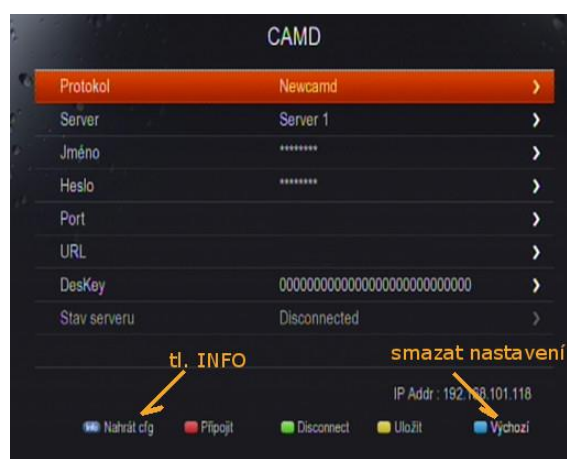 CAMD
Protokol Newcamd
Server Server 1
Jméno ********
Heslo ********
Port
URL
DesKey 0000000000000000000000000000
Stav serveru Disconnected
tl. INFO
smazat nastavení
IP Addr : 192.168.101.118
Nahrát cfg Připojit Disconnect Uložit Výchozí